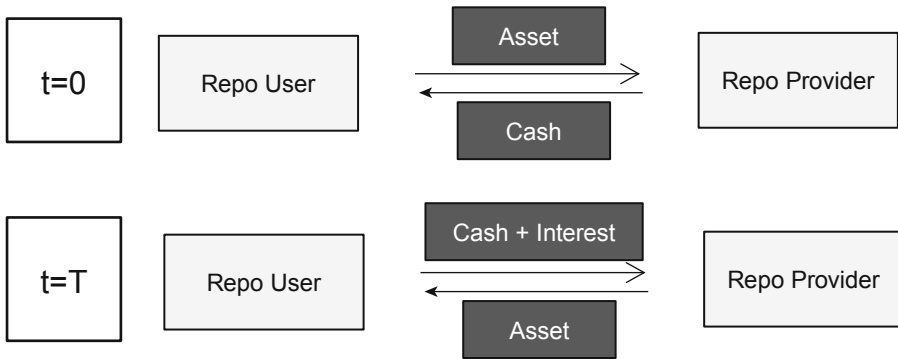 Asset
t=0
Repo User
Repo Provider
Cash
Cash + Interest
t=T
Repo User
Repo Provider
Asset